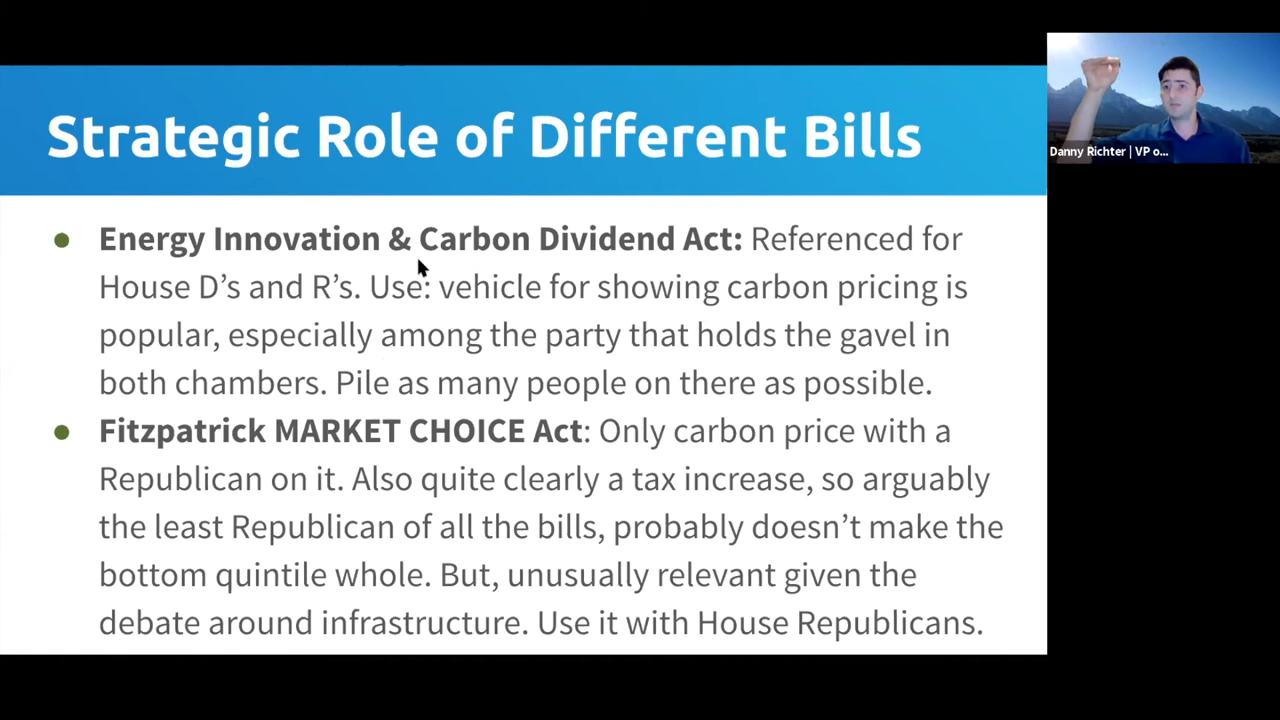 Strategic Role of Different Bills
Danny Richter | VP o...
● Energy Innovation & Carbon Dividend Act: Referenced for
House D’s and R’s. Use: vehicle for showing carbon pricing is
popular, especially among the party that holds the gavel in
both chambers. Pile as many people on there as possible.
● Fitzpatrick MARKET CHOICE Act: Only carbon price with a
Republican on it. Also quite clearly a tax increase, so arguably
the least Republican of all the bills, probably doesn’t make the
bottom quintile whole. But, unusually relevant given the
debate around infrastructure. Use it with House Republicans.